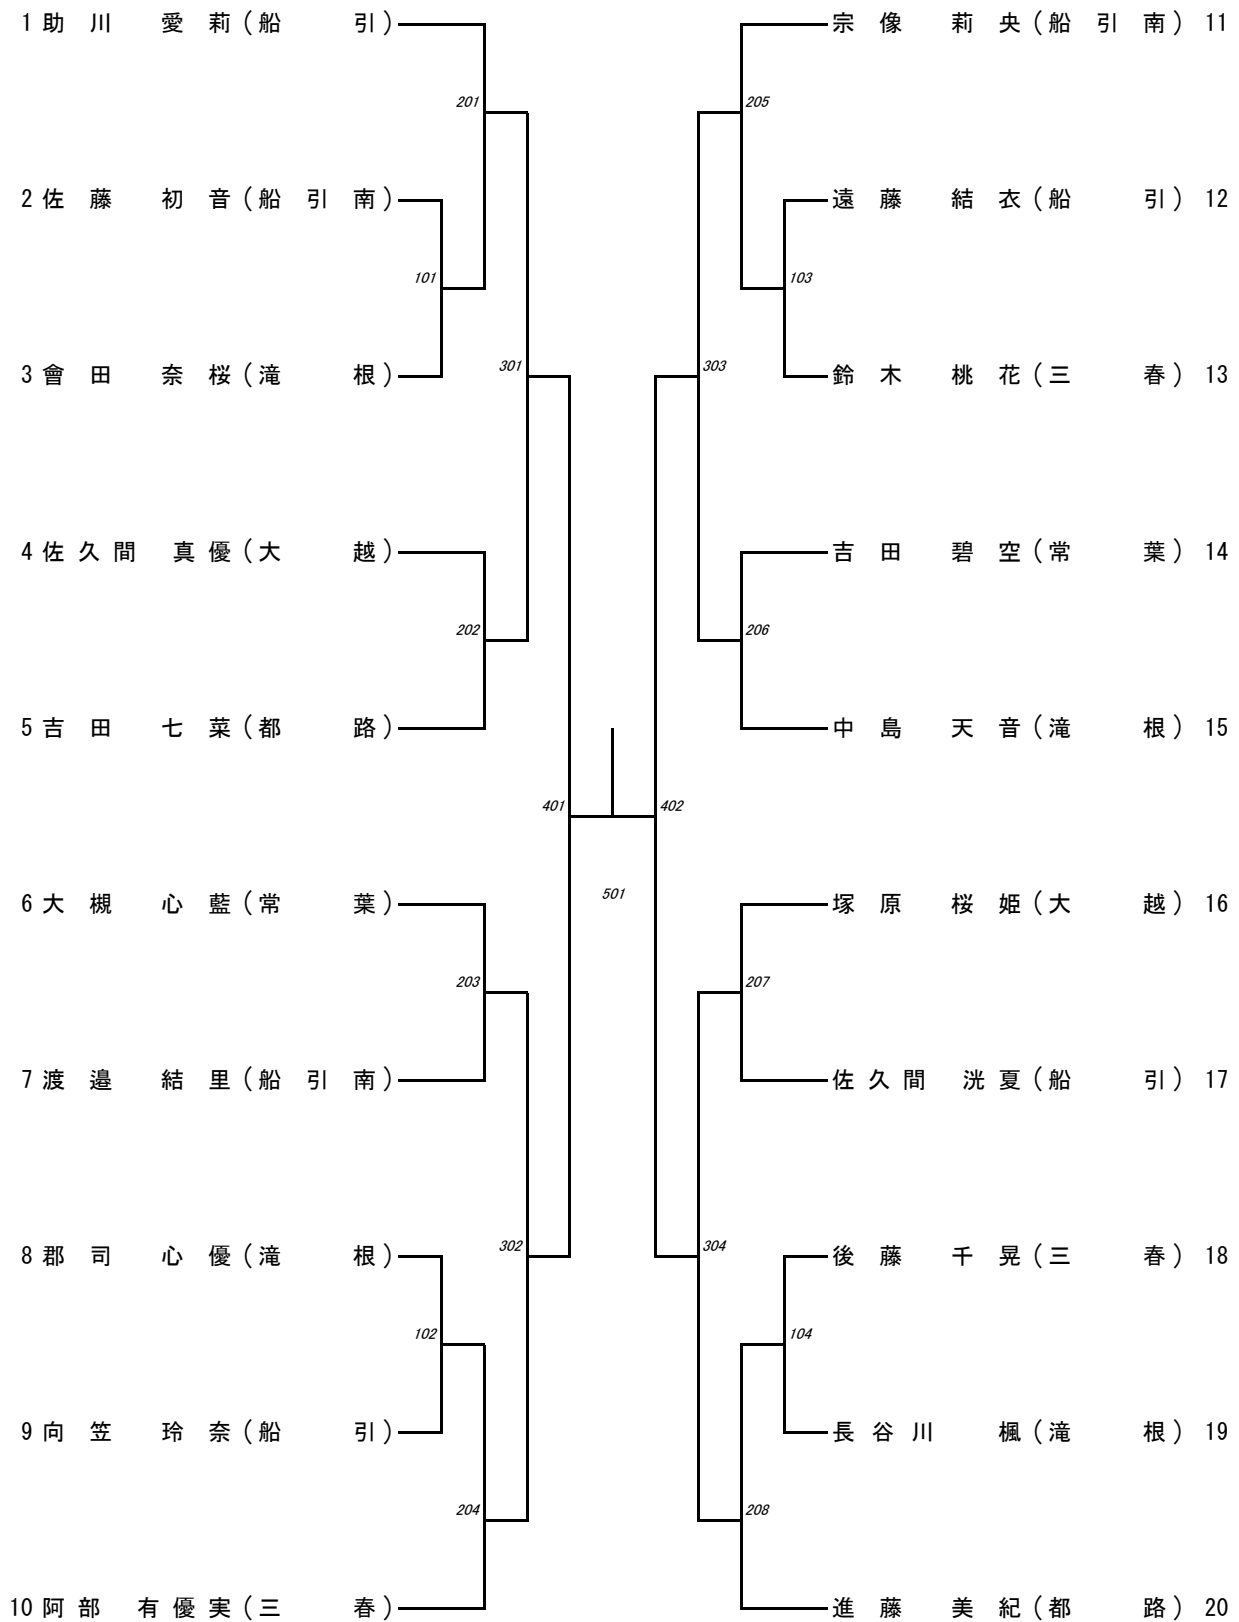 1 助川 愛莉(船引)
宗像 莉央(船引南) 11
201
205
2 佐藤 初音(船引南)
遠藤 結衣(船引) 12
101
103
3 會田 奈桜(滝根)
301
303
鈴木 桃花(三春) 13
4 佐久間 真優(大越)
吉田 碧空(常葉) 14
202
206
5 吉田 七菜(都路)
中島 天音(滝根) 15
401
402
6 大槻 心藍(常葉)
501
塚原 桜姫(大越) 16
203
207
7 渡邉 結里(船引南)
佐久間 洸夏(船引) 17
8 郡司 心優(滝根)
302
304
後藤 千晃(三春) 18
102
104
9 向笠 玲奈(船引)
長谷川 楓(滝根) 19
204
208
10 阿部 有優実(三春)
進藤 美紀(都路) 20